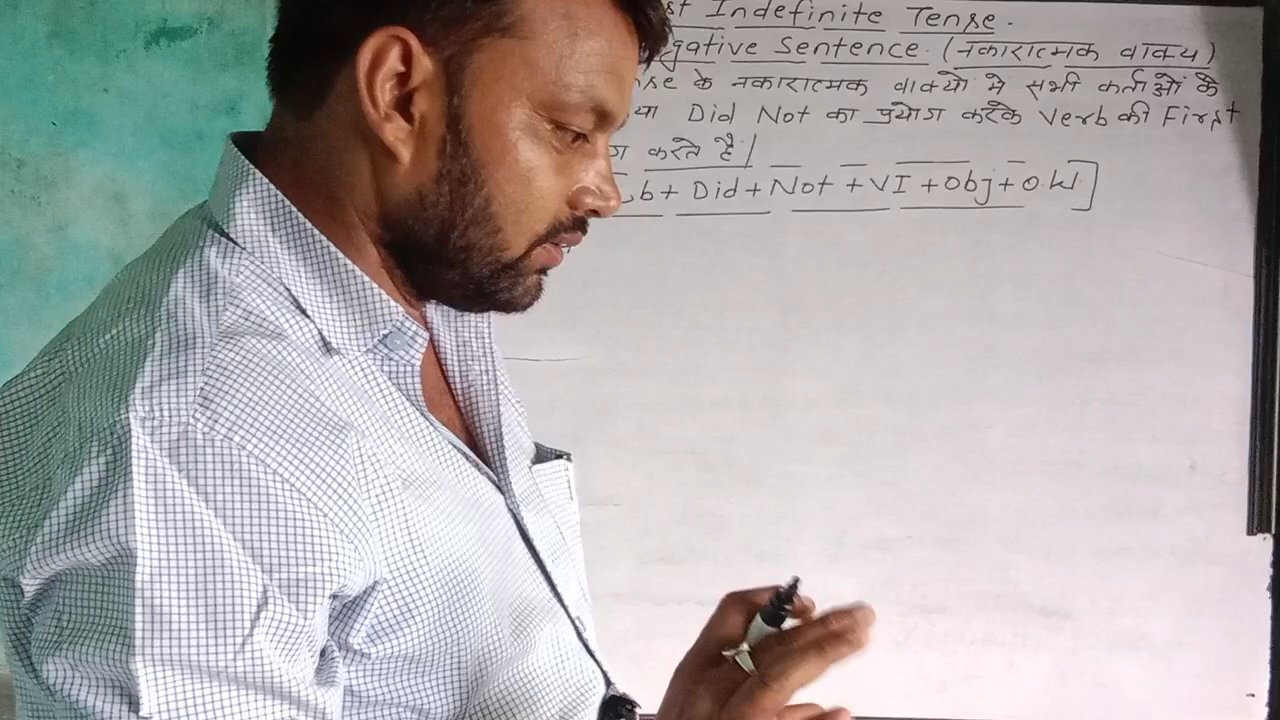 st Indefinite Tense.
gative Sentence. (नकारात्मक वाक्य)
nse के नकारात्मक वाक्यो मे सभी कर्ताओं के
या Did Not का प्रयोग करके Verb की First
ग करते है|
ub + Did + Not + VI + Obj + O.W]